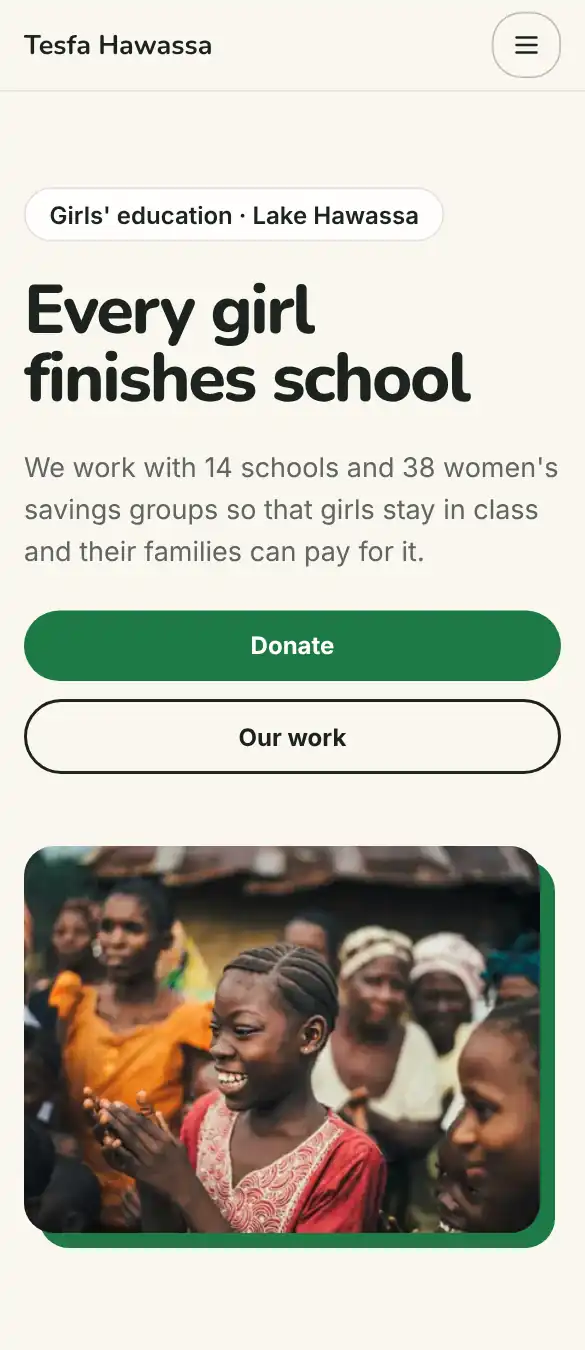 Tesfa Hawassa
Girls' education · Lake Hawassa
Every girl
finishes school
We work with 14 schools and 38 women's
savings groups so that girls stay in class
and their families can pay for it.
Donate
Our work